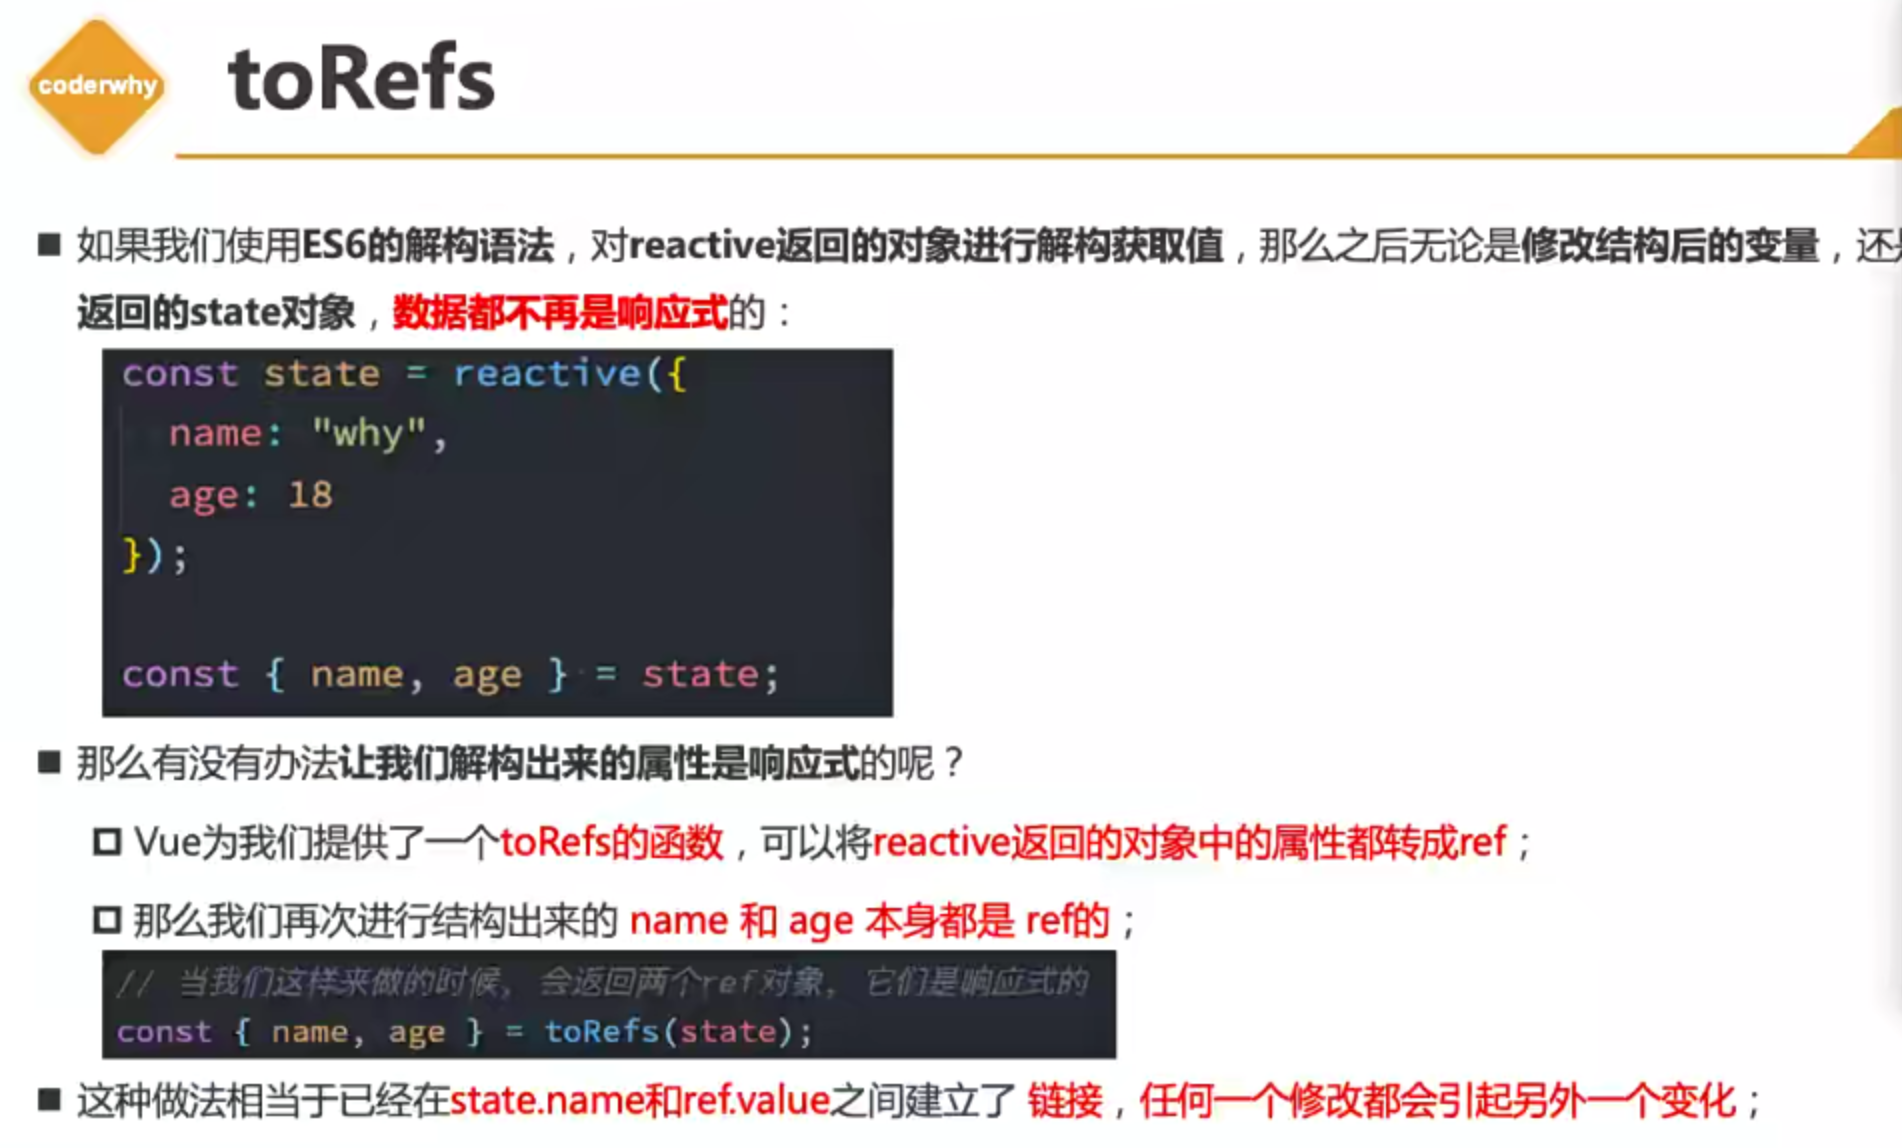 coderwhy
toRefs
■ 如果我们使用ES6的解构语法，对reactive返回的对象进行解构获取值，那么之后无论是修改结构后的变量，还
返回的state对象，数据都不再是响应式的：
const state = reactive({
name: "why",
age: 18
});
const { name, age } = state;
■ 那么有没有办法让我们解构出来的属性是响应式的呢？
Vue为我们提供了一个toRefs的函数，可以将reactive返回的对象中的属性都转成ref；
那么我们再次进行结构出来的 name 和 age 本身都是 ref的；
// 当我们这样来做的时候, 会返回两个ref对象, 它们是响应式的
const { name, age } = toRefs(state);
■ 这种做法相当于已经在state.name和ref.value之间建立了 链接，任何一个修改都会引起另外一个变化；